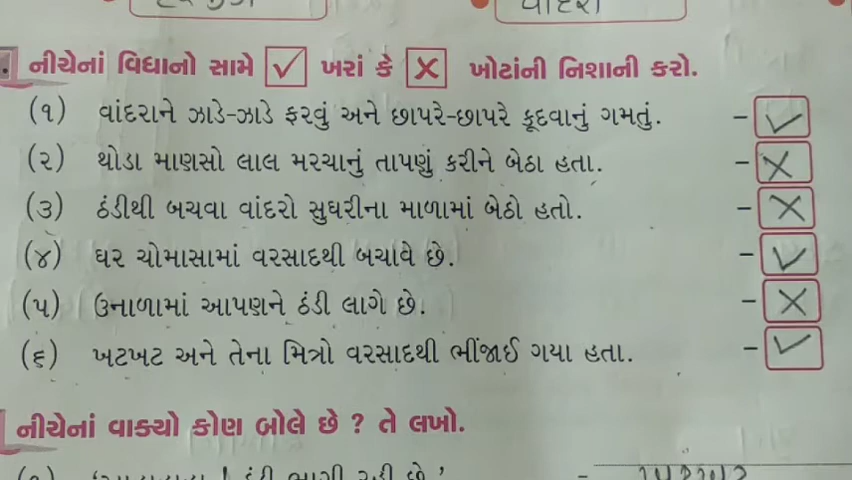 વાંદરો
નીચેનાં વિધાનો સામે ✓ ખરાં કે ✗ ખોટાંની નિશાની કરો.
(૧) વાંદરાને ઝાડે-ઝાડે ફરવું અને છાપરે-છાપરે કૂદવાનું ગમતું. - ✓
(૨) થોડા માણસો લાલ મરચાનું તાપણું કરીને બેઠા હતા. - ✗
(૩) ઠંડીથી બચવા વાંદરો સુઘરીના માળામાં બેઠો હતો. - ✗
(૪) ઘર ચોમાસામાં વરસાદથી બચાવે છે. - ✓
(૫) ઉનાળામાં આપણને ઠંડી લાગે છે. - ✗
(૬) ખટખટ અને તેના મિત્રો વરસાદથી ભીંજાઈ ગયા હતા. - ✓
નીચેનાં વાક્યો કોણ બોલે છે ? તે લખો.